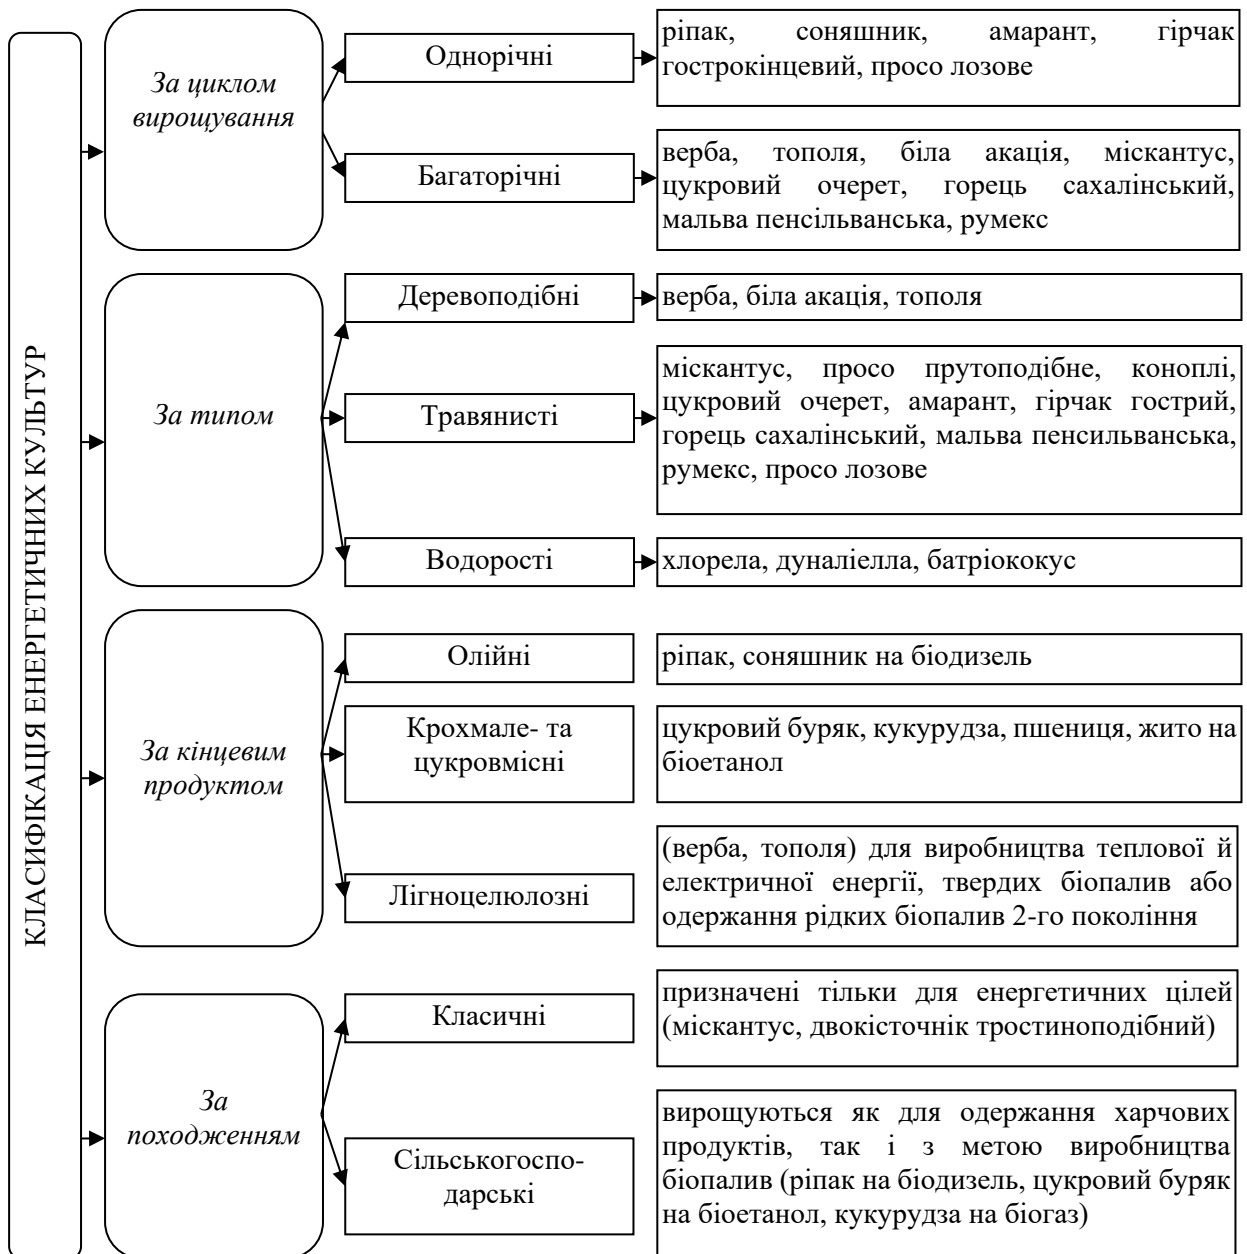 КЛАСИФІКАЦІЯ ЕНЕРГЕТИЧНИХ КУЛЬТУР
За циклом
вирощування
Однорічні
ріпак, соняшник, амарант, гірчак
гострокінцевий, просо лозове
Багаторічні
верба, тополя, біла акація, міскантус,
цукровий очерет, горець сахалінський,
мальва пенсільванська, румекс
За типом
Деревоподібні
верба, біла акація, тополя
Травянисті
міскантус, просо прутоподібне, коноплі,
цукровий очерет, амарант, гірчак гострий,
горець сахалінський, мальва пенсильванська,
румекс, просо лозове
Водорості
хлорела, дуналіелла, батріококус
За кінцевим
продуктом
Олійні
ріпак, соняшник на біодизель
Крохмале- та
цукровмісні
цукровий буряк, кукурудза, пшениця, жито на
біоетанол
Лігноцелюлозні
(верба, тополя) для виробництва теплової й
електричної енергії, твердих біопалив або
одержання рідких біопалив 2-го покоління
За
походженням
Класичні
призначені тільки для енергетичних цілей
(міскантус, двокісточнік тростиноподібний)
Сільськогоспо-
дарські
вирощуються як для одержання харчових
продуктів, так і з метою виробництва
біопалив (ріпак на біодизель, цукровий буряк
на біоетанол, кукурудза на біогаз)